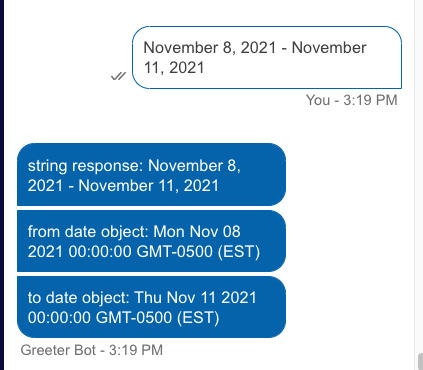 November 8, 2021 - November
11, 2021
You - 3:19 PM
string response: November 8,
2021 - November 11, 2021
from date object: Mon Nov 08
2021 00:00:00 GMT-0500 (EST)
to date object: Thu Nov 11 2021
00:00:00 GMT-0500 (EST)
Greeter Bot - 3:19 PM